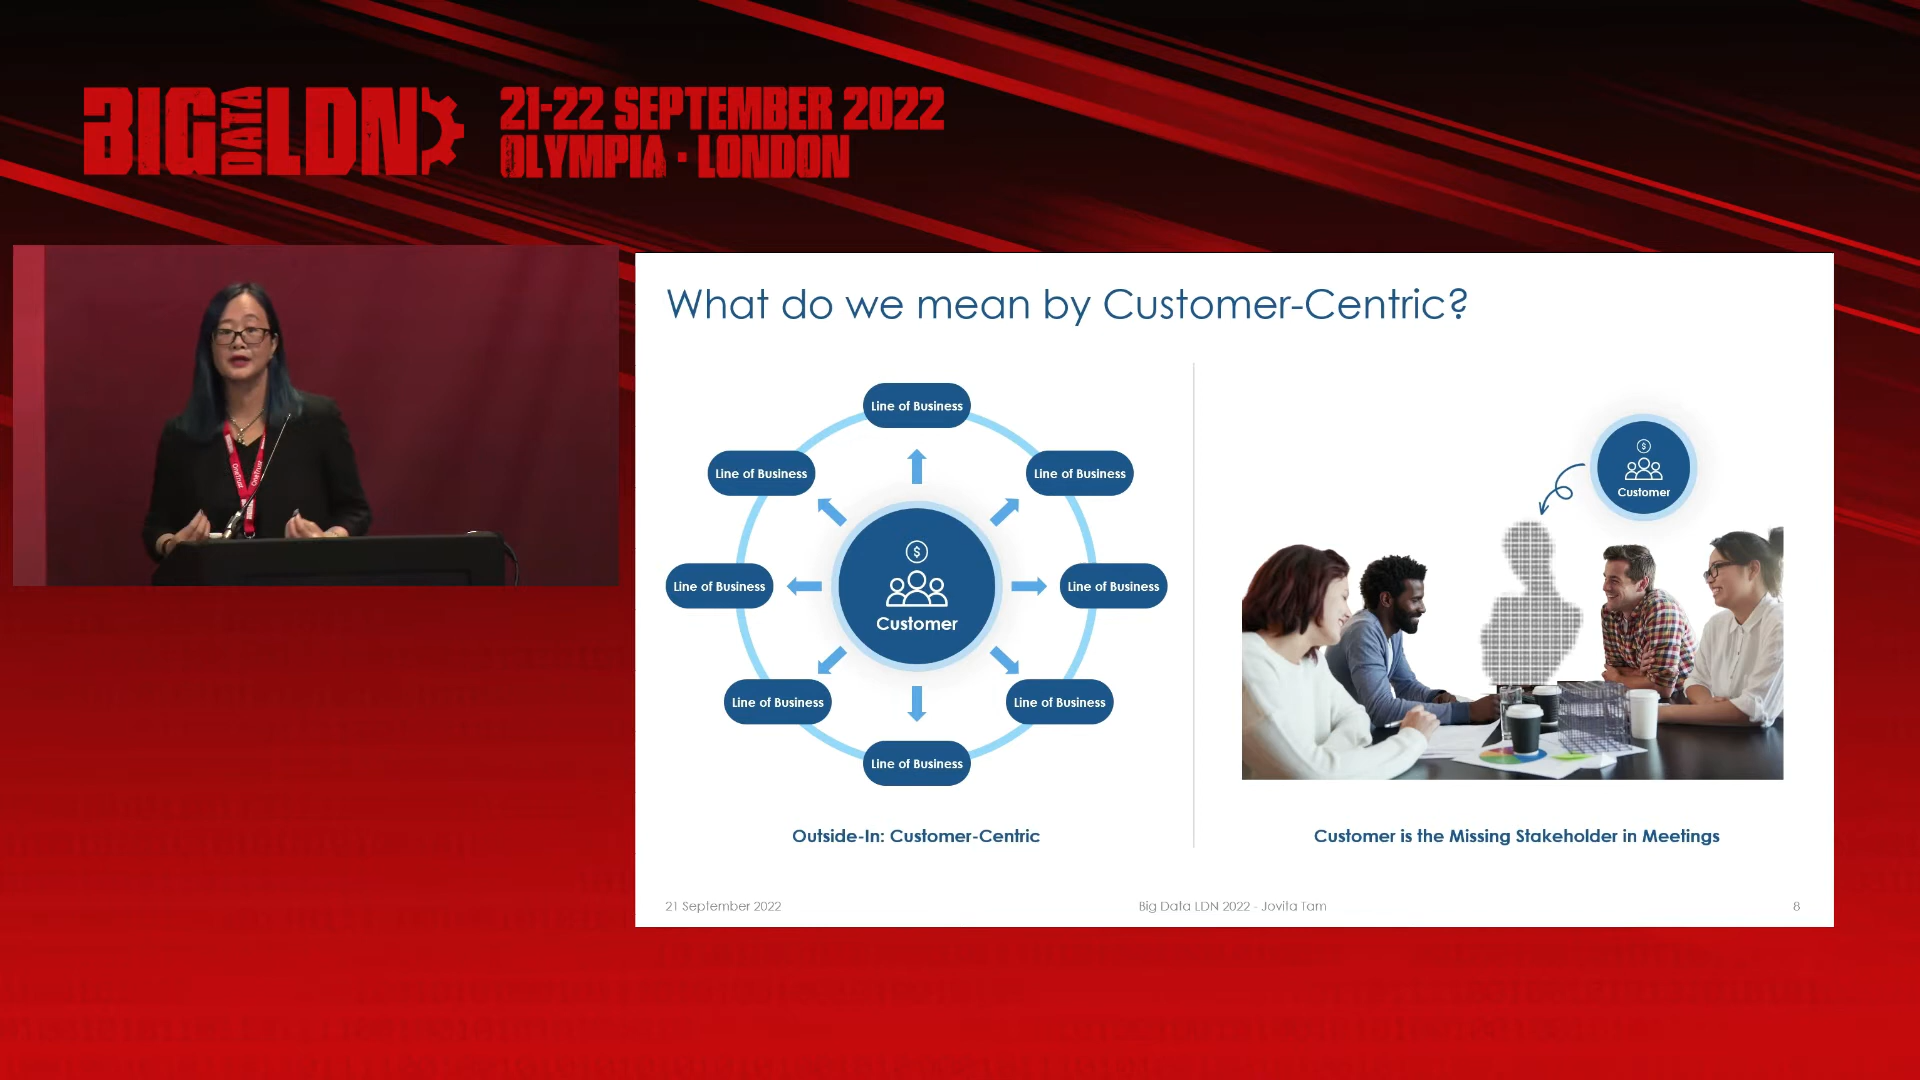 BIG DATA LDN
21-22 SEPTEMBER 2022
OLYMPIA · LONDON
OneTrust
OneTrust
What do we mean by Customer-Centric?
Line of Business
Line of Business
Line of Business
Line of Business
Line of Business
Line of Business
Line of Business
Line of Business
$
Customer
Outside-In: Customer-Centric
$
Customer
Customer is the Missing Stakeholder in Meetings
21 September 2022
Big Data LDN 2022 - Jovita Tam
8